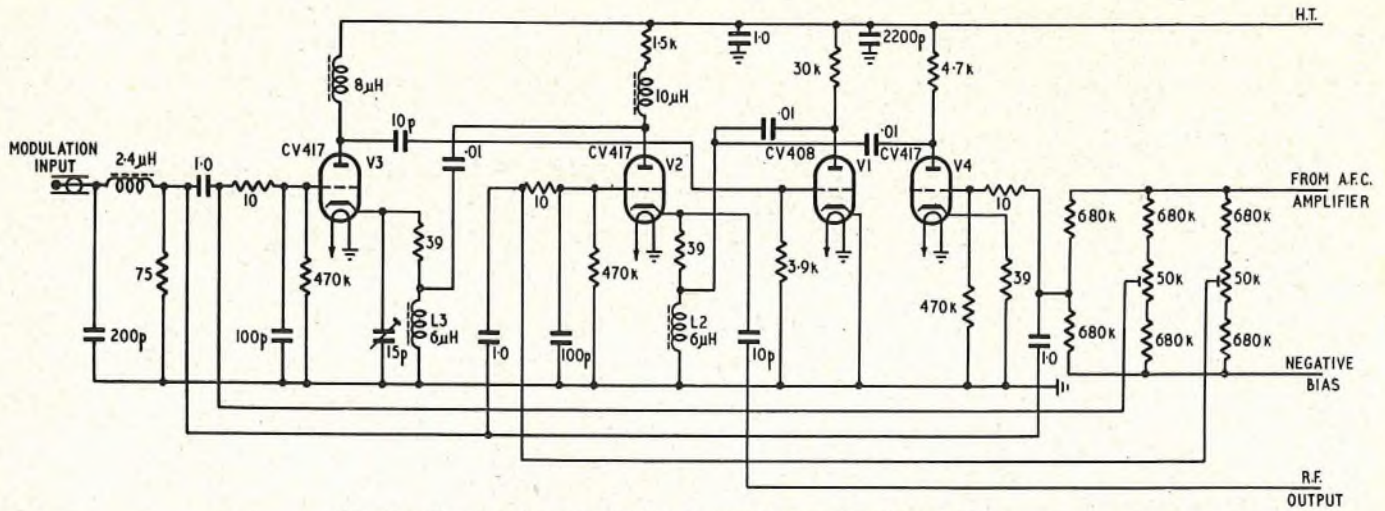 H.T.
1·5k
1·0
2200p
30k
4·7k
8μH
10μH
10p
·01
·01
·01
MODULATION
INPUT
2·4μH
1·0
CV417
V3
CV417
V2
CV408
V1
CV417
V4
FROM A.F.C.
AMPLIFIER
10
10
10
680k
680k
680k
75
470k
39
470k
39
3·9k
470k
39
50k
50k
200p
100p
15p
L3
6μH
1·0
100p
L2
6μH
10p
1·0
680k
680k
680k
NEGATIVE
BIAS
R.F.
OUTPUT